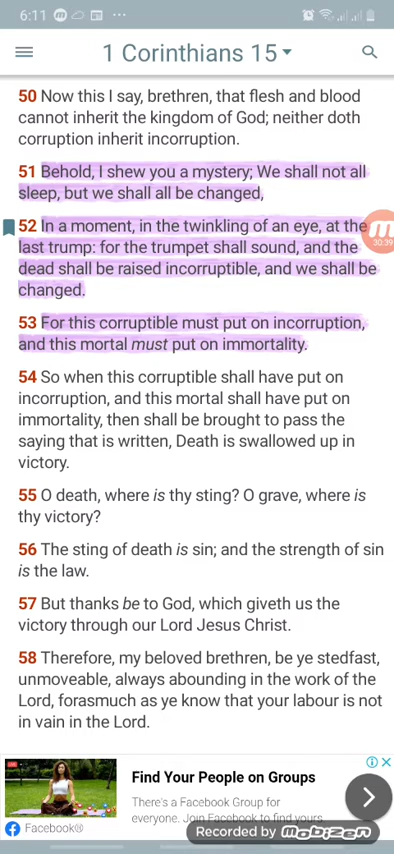 6:11
1 Corinthians 15
50 Now this I say, brethren, that flesh and blood
cannot inherit the kingdom of God; neither doth
corruption inherit incorruption.
51 Behold, I shew you a mystery; We shall not all
sleep, but we shall all be changed,
52 In a moment, in the twinkling of an eye, at the
last trump: for the trumpet shall sound, and the
dead shall be raised incorruptible, and we shall be
changed.
30:39
53 For this corruptible must put on incorruption,
and this mortal must put on immortality.
54 So when this corruptible shall have put on
incorruption, and this mortal shall have put on
immortality, then shall be brought to pass the
saying that is written, Death is swallowed up in
victory.
55 O death, where is thy sting? O grave, where is
thy victory?
56 The sting of death is sin; and the strength of sin
is the law.
57 But thanks be to God, which giveth us the
victory through our Lord Jesus Christ.
58 Therefore, my beloved brethren, be ye stedfast,
unmoveable, always abounding in the work of the
Lord, forasmuch as ye know that your labour is not
in vain in the Lord.
Find Your People on Groups
There's a Facebook Group for
everyone. Join Facebook to find yours.
Facebook®
Recorded by mobizen